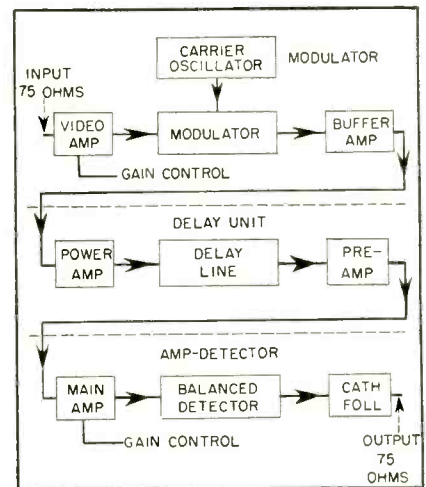 CARRIER
OSCILLATOR
MODULATOR
INPUT
75 OHMS
VIDEO
AMP
MODULATOR
BUFFER
AMP
GAIN CONTROL
DELAY UNIT
POWER
AMP
DELAY
LINE
PRE-
AMP
AMP-DETECTOR
MAIN
AMP
BALANCED
DETECTOR
CATH
FOLL
GAIN CONTROL
OUTPUT
75
OHMS